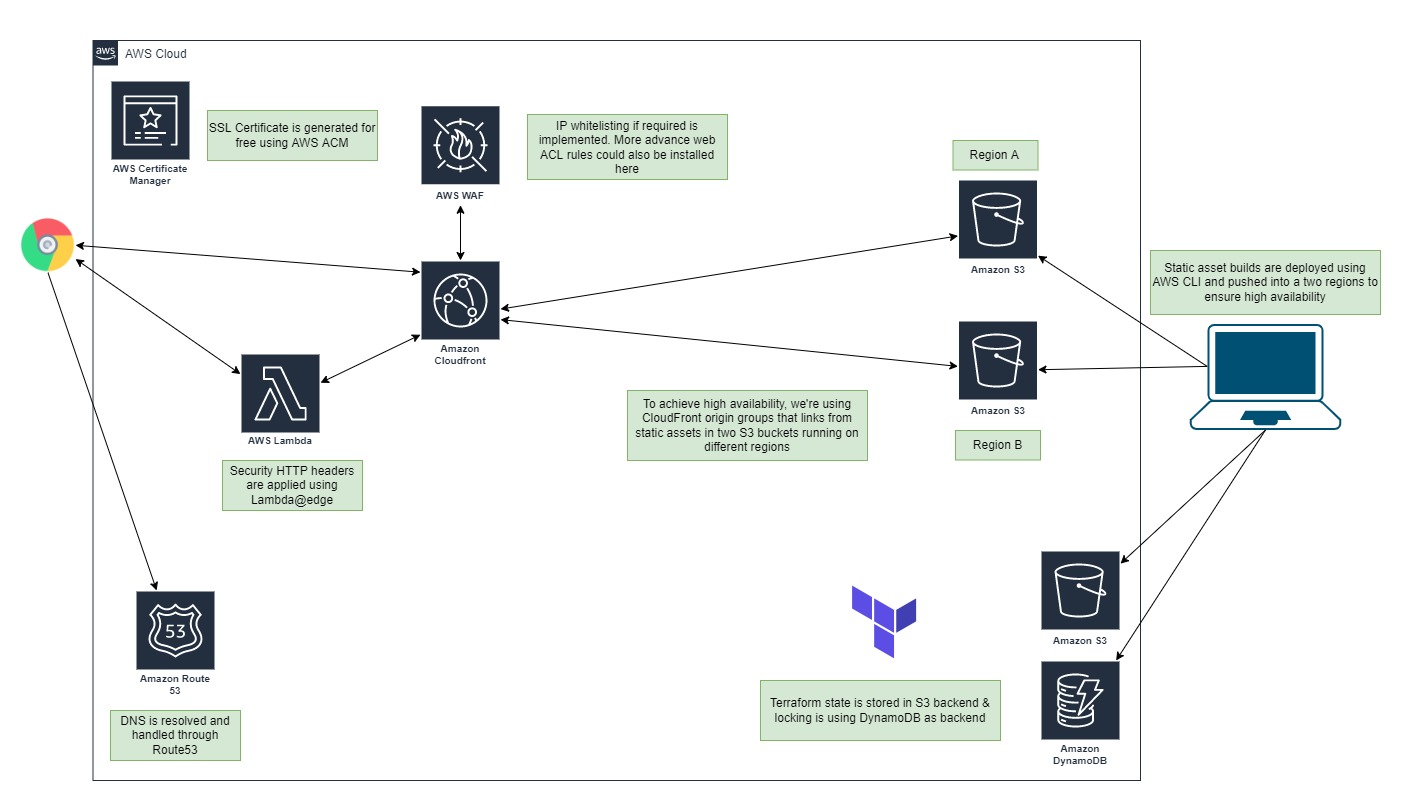 aws
AWS Cloud
AWS Certificate
Manager
SSL Certificate is generated for
free using AWS ACM
AWS WAF
IP whitelisting if required is
implemented. More advance web
ACL rules could also be installed
here
Region A
Amazon S3
Static asset builds are deployed using
AWS CLI and pushed into a two regions to
ensure high availability
Amazon
Cloudfront
AWS Lambda
Security HTTP headers
are applied using
Lambda@edge
To achieve high availability, we're using
CloudFront origin groups that links from
static assets in two S3 buckets running on
different regions
Amazon S3
Region B
53
Amazon Route
53
DNS is resolved and
handled through
Route53
Terraform state is stored in S3 backend &
locking is using DynamoDB as backend
Amazon S3
Amazon
DynamoDB